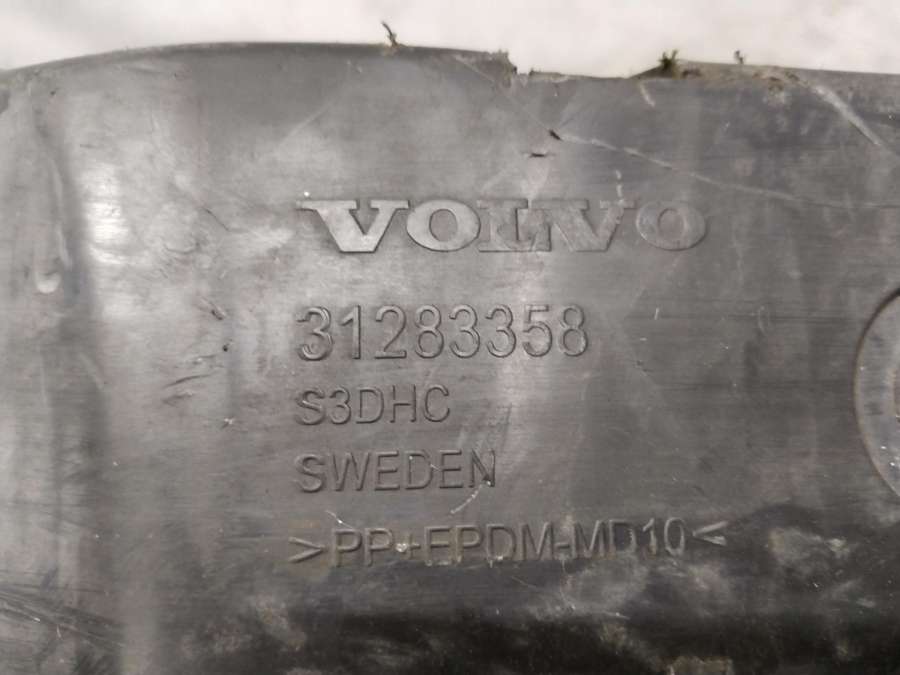 VOLVO
31283358
S3DHC
SWEDEN
>PP+EPDM-MD10<